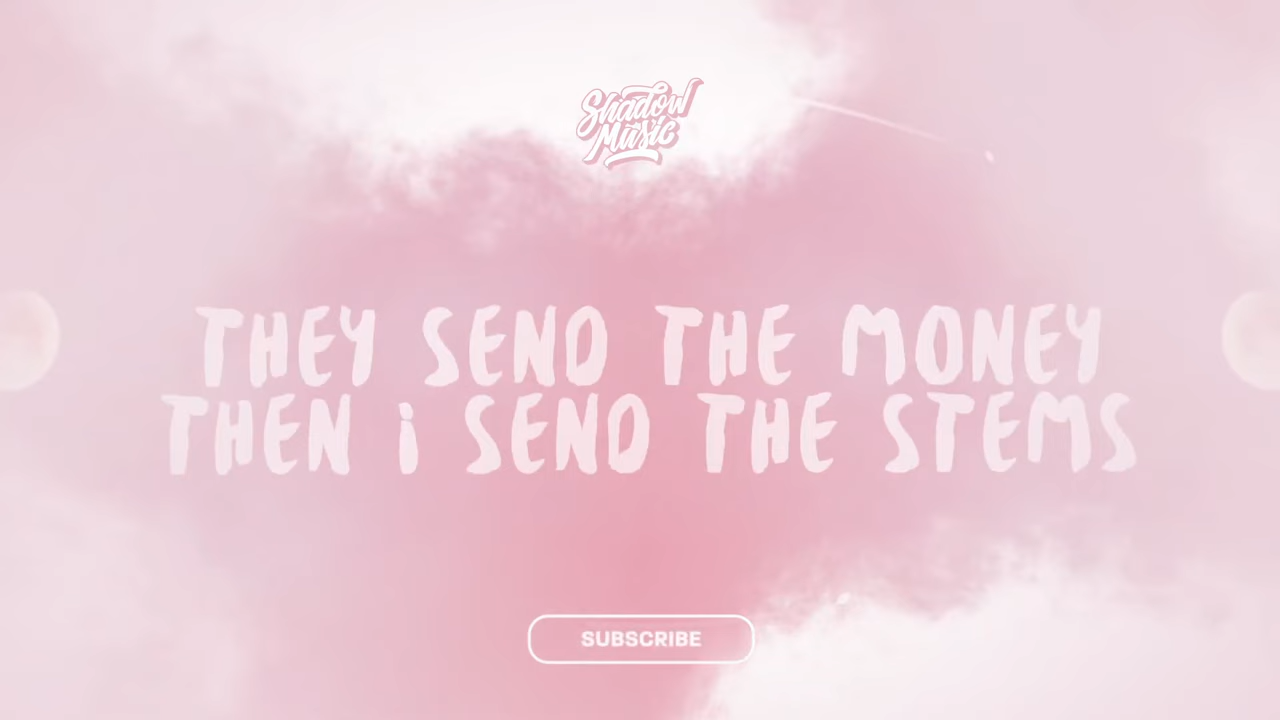 Shadow
Music
THEY SEND THE MONEY
THEN i SEND THE STEMS
SUBSCRIBE